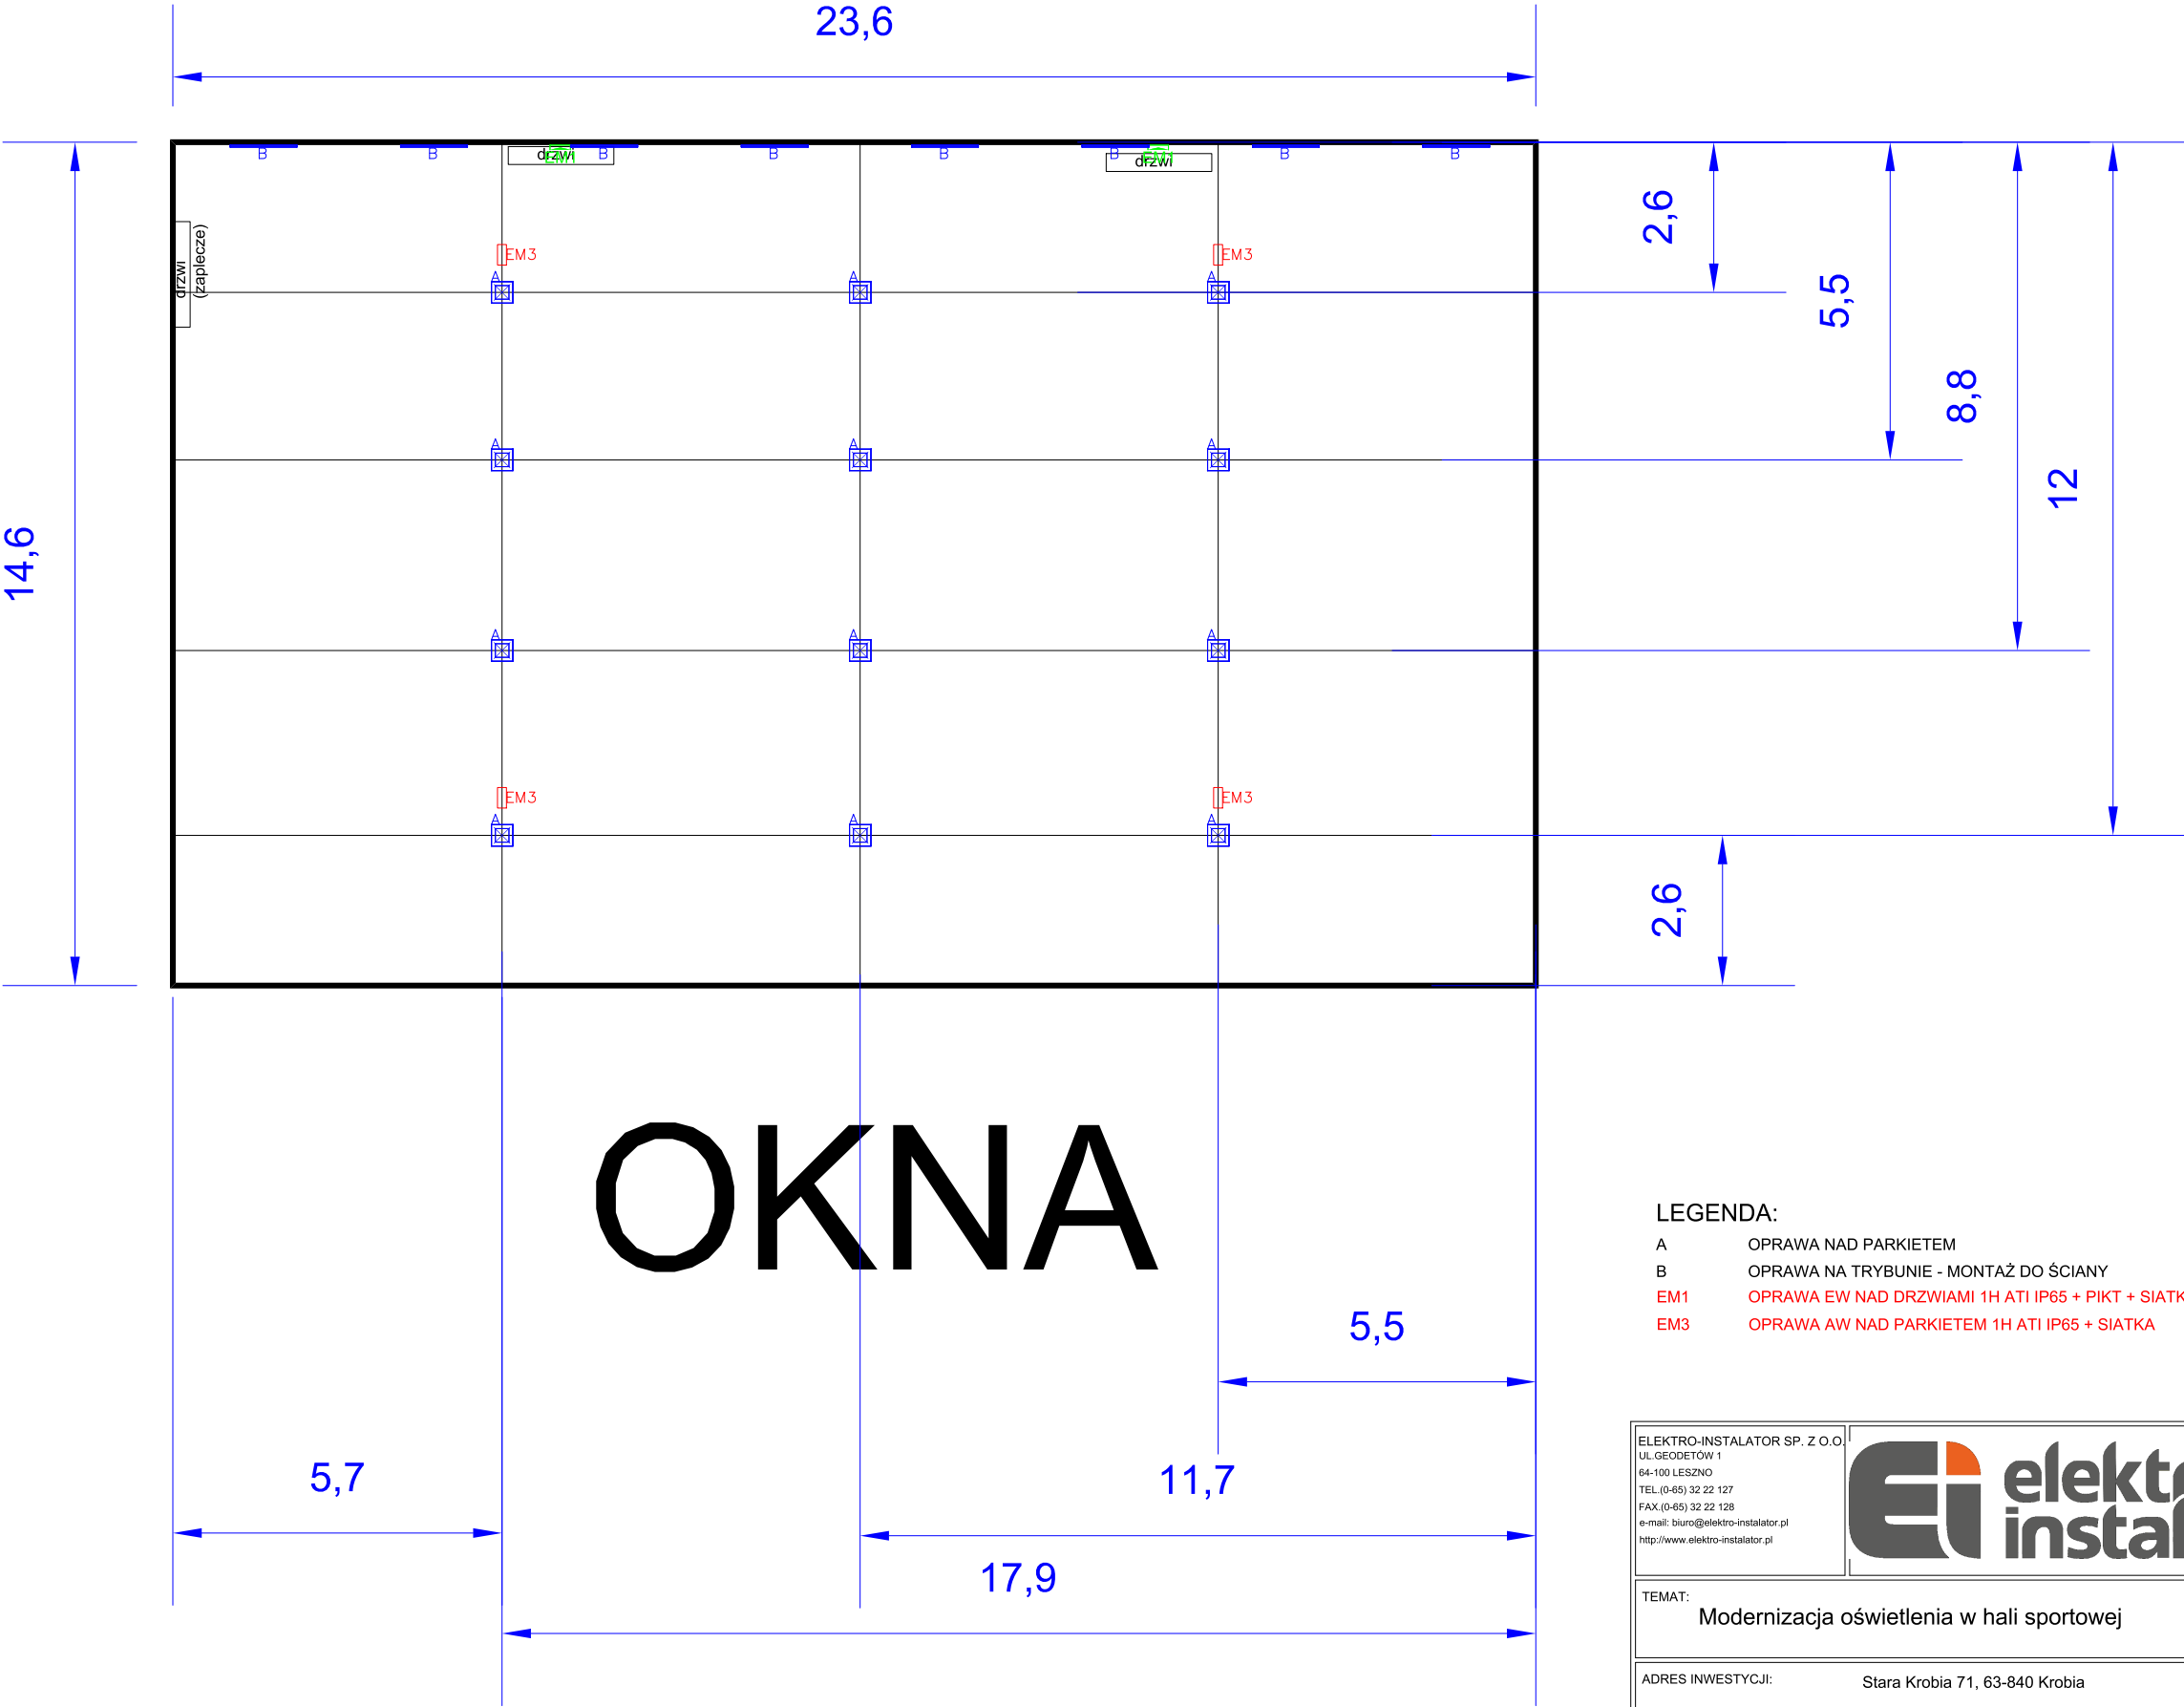 23,6
B B B B B B B B
drzwi EM1 drzwi EM1
drzwi
(zaplecze)
EM3 EM3
A A A
A A A
A A A
EM3 EM3
A A A
14,6
2,6
5,5
8,8
12
2,6
OKNA
5,5
5,7
11,7
17,9
LEGENDA:
A OPRAWA NAD PARKIETEM
B OPRAWA NA TRYBUNIE - MONTAŻ DO ŚCIANY
EM1 OPRAWA EW NAD DRZWIAMI 1H ATI IP65 + PIKT + SIATK
EM3 OPRAWA AW NAD PARKIETEM 1H ATI IP65 + SIATKA
ELEKTRO-INSTALATOR SP. Z O.O.
UL.GEODETÓW 1
64-100 LESZNO
TEL.(0-65) 32 22 127
FAX.(0-65) 32 22 128
e-mail: biuro@elektro-instalator.pl
http://www.elektro-instalator.pl
elektr
instal
TEMAT:
Modernizacja oświetlenia w hali sportowej
ADRES INWESTYCJI: Stara Krobia 71, 63-840 Krobia